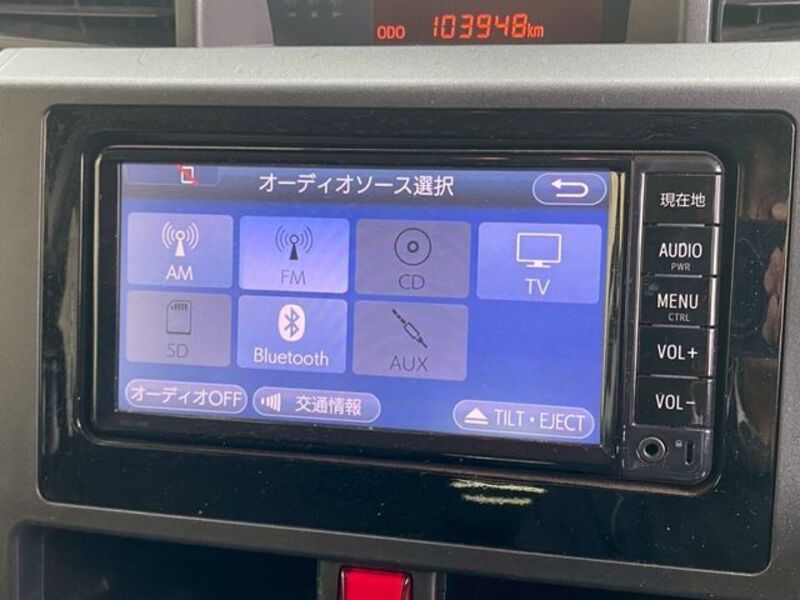 ODO 103948km
オーディオソース選択
現在地
AM
FM
CD
TV
AUDIO
PWR
MENU
CTRL
SD
Bluetooth
AUX
VOL+
オーディオOFF
交通情報
TILT・EJECT
VOL-